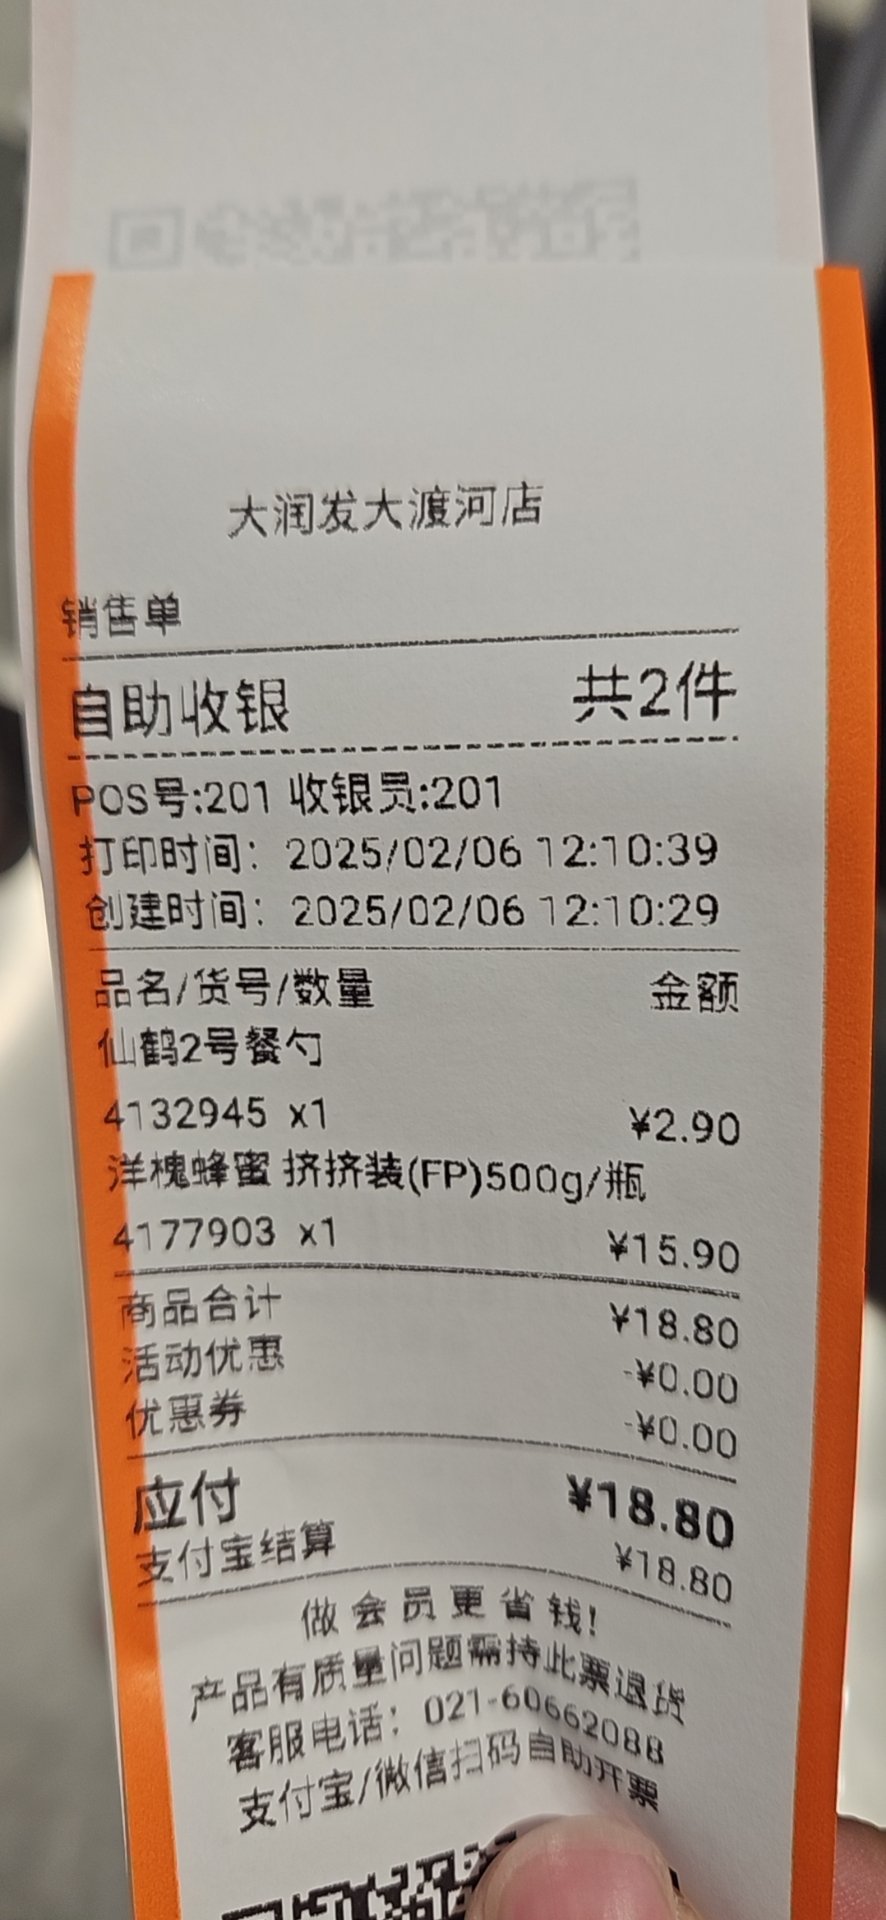 大润发大渡河店
销售单
自助收银 共2件
POS号:201 收银员:201
打印时间： 2025/02/06 12:10:39
创建时间： 2025/02/06 12:10:29
品名/货号/数量 金额
仙鹤2号餐勺
4132945 x1 ¥2.90
洋槐蜂蜜 挤挤装(FP)500g/瓶
4177903 x1 ¥15.90
商品合计 ¥18.80
活动优惠 -¥0.00
优惠券 -¥0.00
应付 ¥18.80
支付宝结算 ¥18.80
做会员更省钱!
产品有质量问题需持此票退货
客服电话： 021-60662088
支付宝/微信扫码自助开票